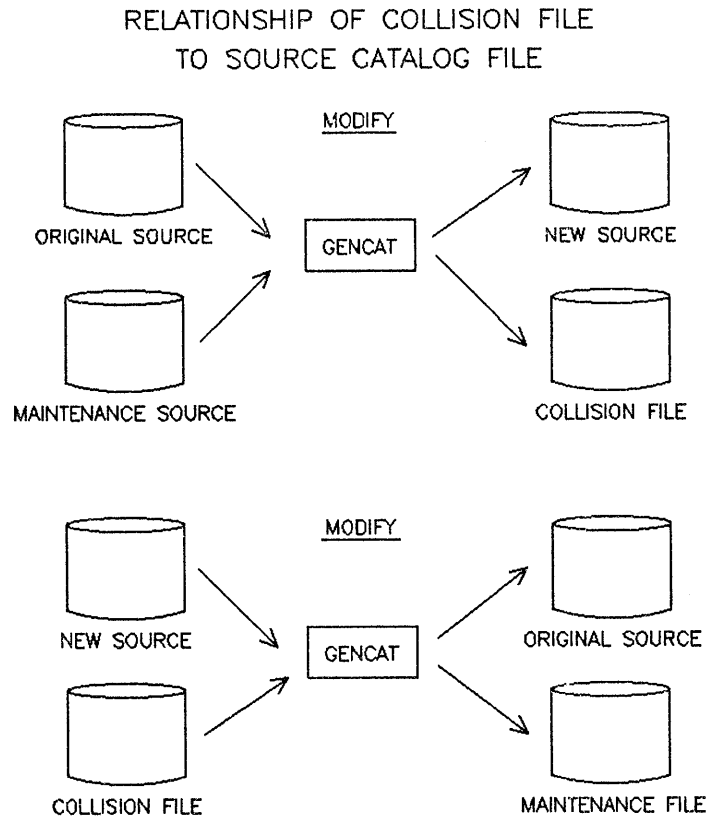 RELATIONSHIP OF COLLISION FILE
TO SOURCE CATALOG FILE
MODIFY
ORIGINAL SOURCE
GENCAT
NEW SOURCE
MAINTENANCE SOURCE
COLLISION FILE
MODIFY
NEW SOURCE
GENCAT
ORIGINAL SOURCE
COLLISION FILE
MAINTENANCE FILE